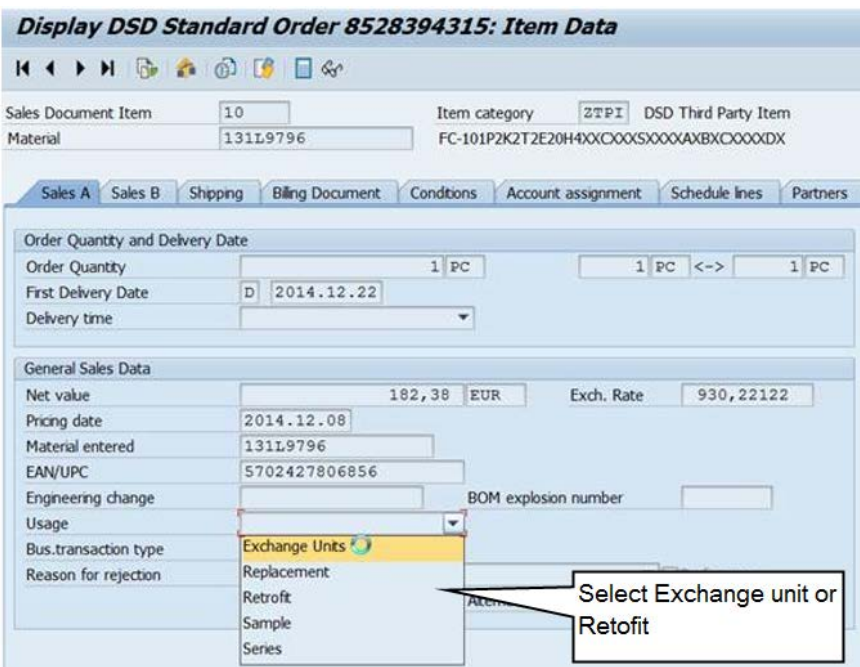 Display DSD Standard Order 8528394315: Item Data
Sales Document Item 10 Item category ZTPI DSD Third Party Item
Material 131L9796 FC-101P2K2T2E20H4XXCXXXSXXXXAXBXCXXXXDX
Sales A Sales B Shipping Billing Document Conditions Account assignment Schedule lines Partners
Order Quantity and Delivery Date
Order Quantity 1 PC 1 PC <-> 1 PC
First Delivery Date D 2014.12.22
Delivery time
General Sales Data
Net value 182,38 EUR Exch. Rate 930,22122
Pricing date 2014.12.08
Material entered 131L9796
EAN/UPC 5702427806856
Engineering change BOM explosion number
Usage
Bus.transaction type Exchange Units
Reason for rejection Replacement
Retrofit
Sample
Series
Select Exchange unit or
Retofit